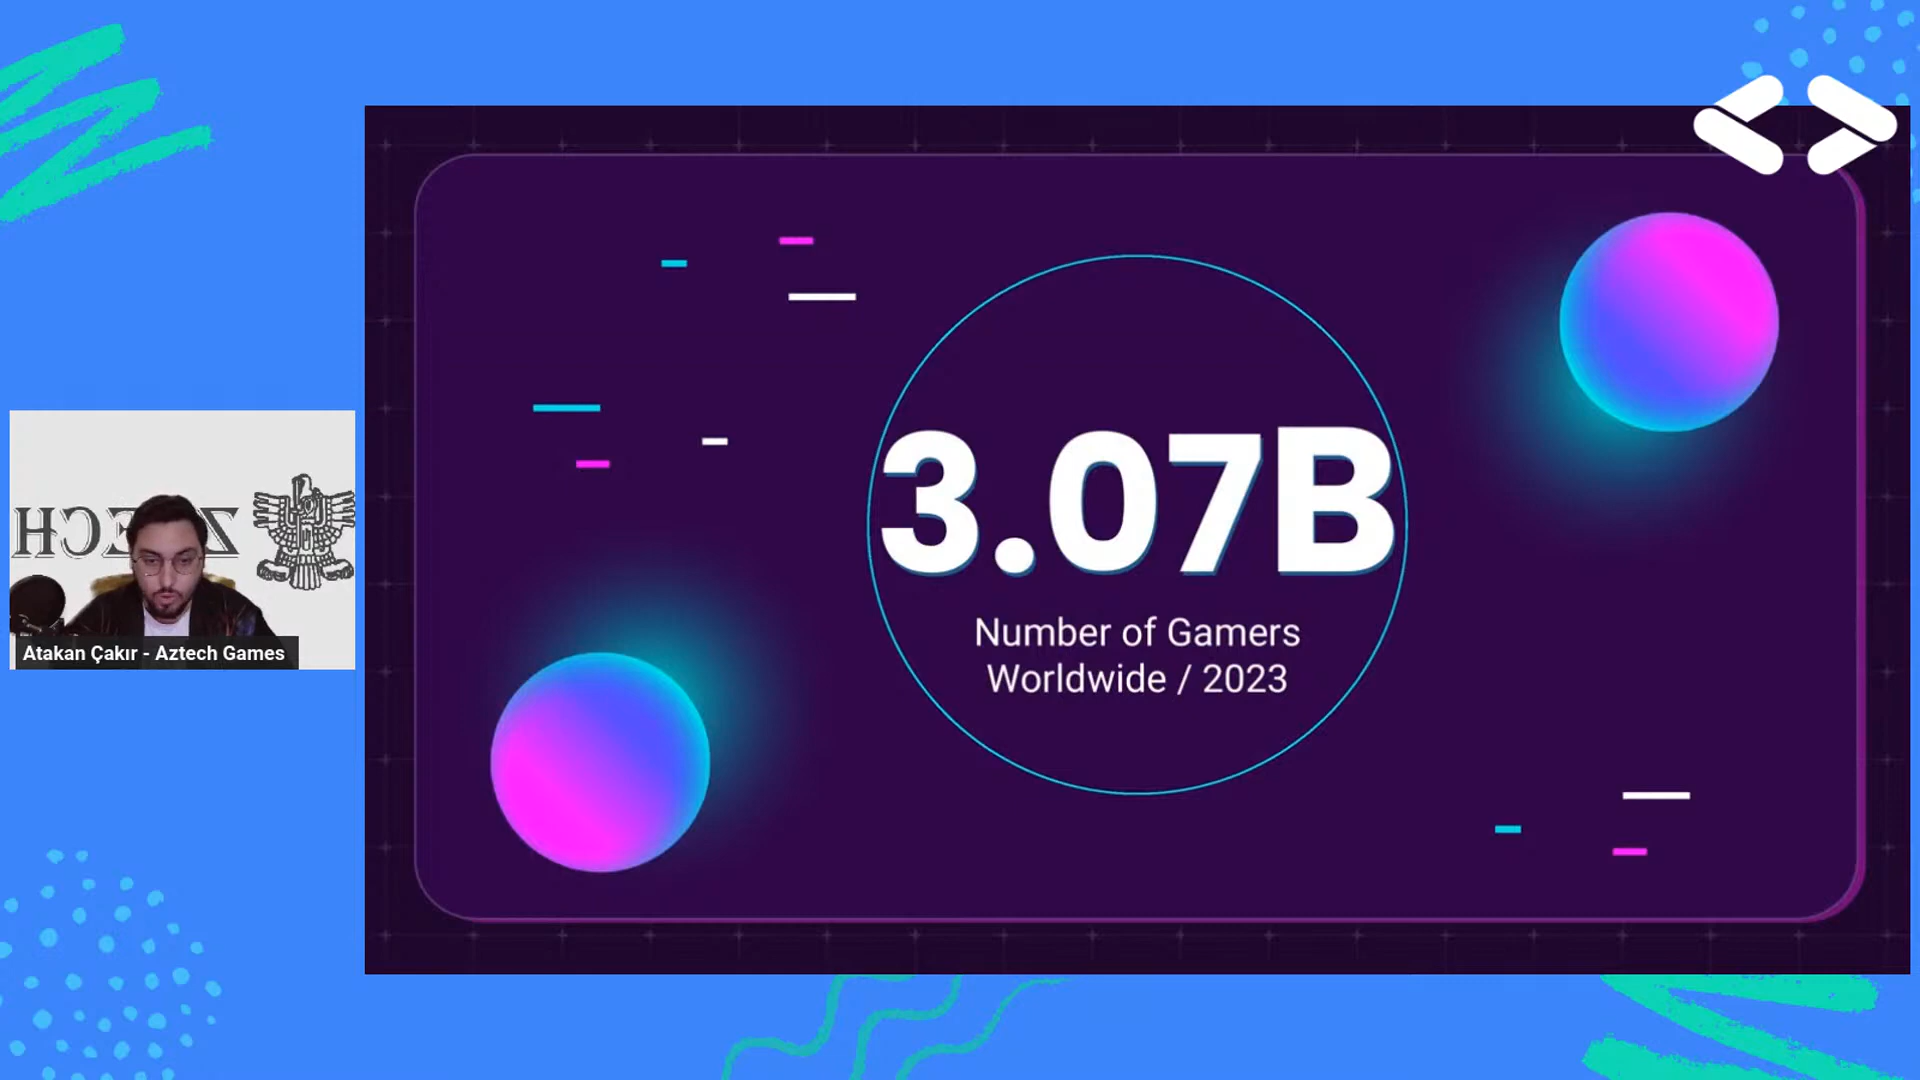 3.07B
Number of Gamers
Worldwide / 2023
Atakan Çakır - Aztech Games